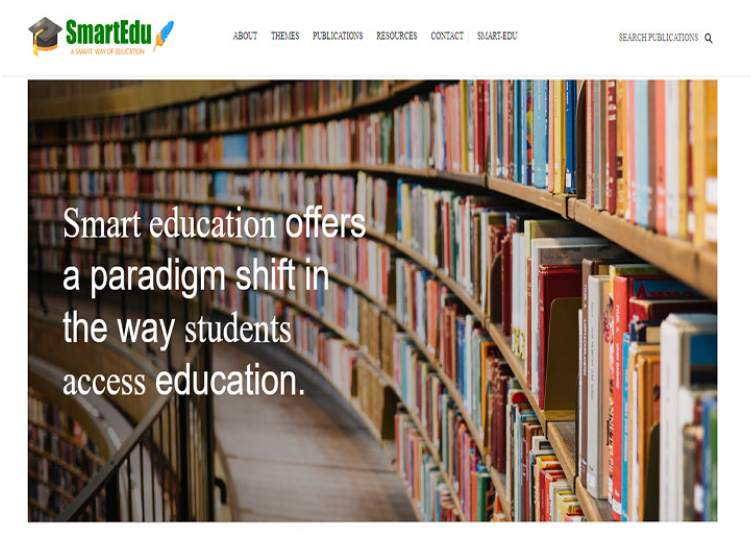 SmartEdu
A SMART WAY OF EDUCATION
ABOUT THEMES PUBLICATIONS RESOURCES CONTACT SMART-EDU
SEARCH PUBLICATIONS
Smart education offers
a paradigm shift in
the way students
access education.